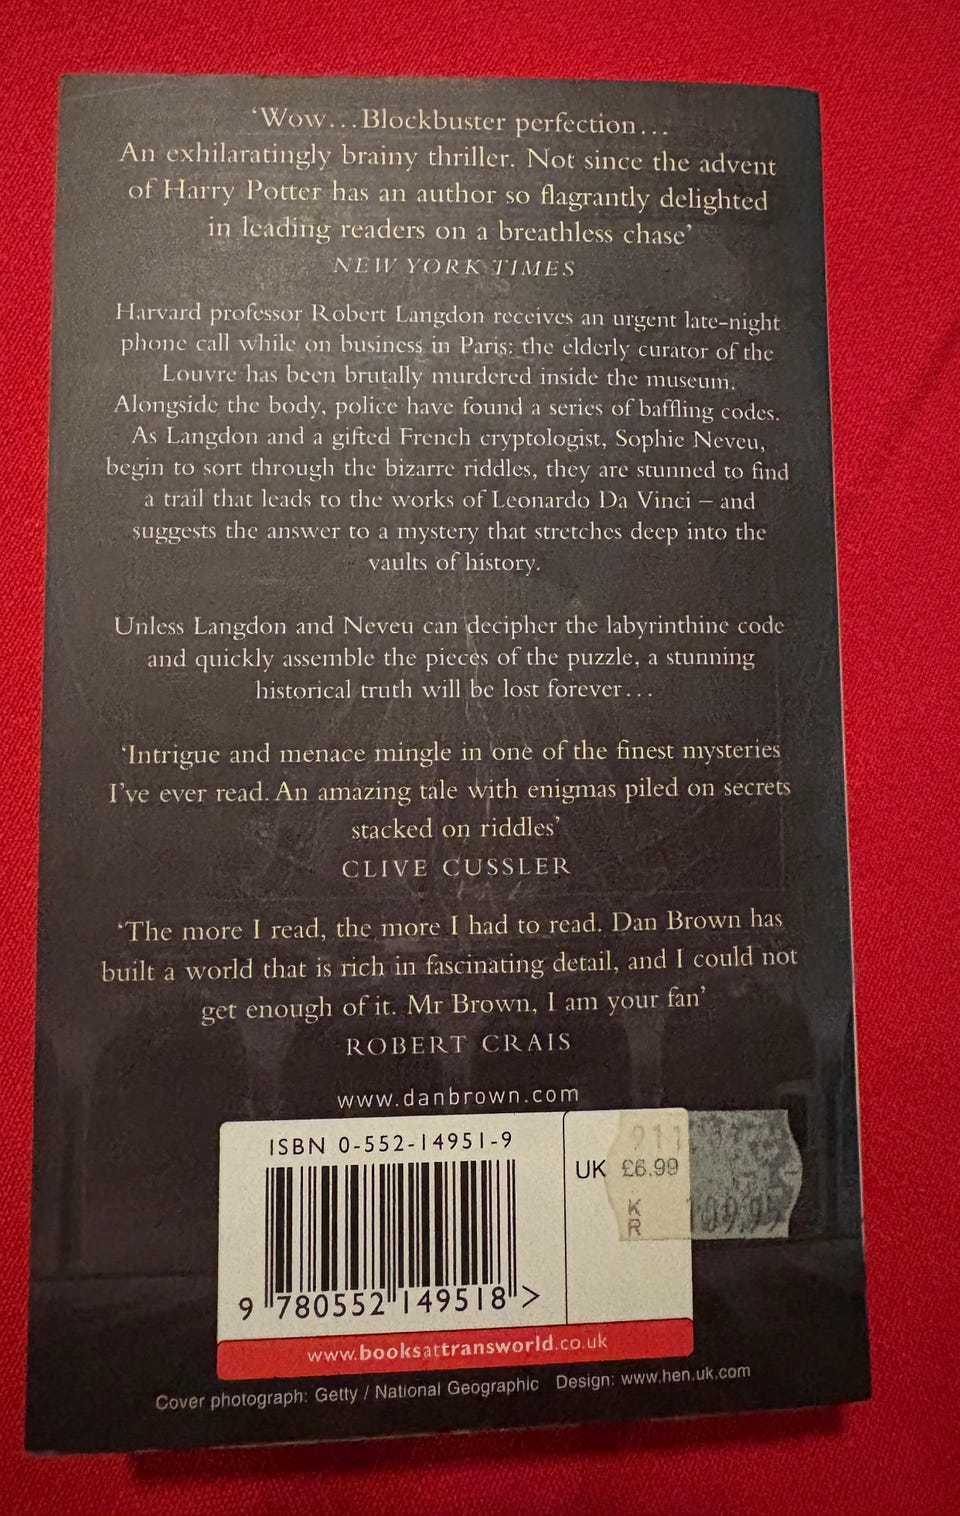 ‘Wow...Blockbuster perfection...
An exhilaratingly brainy thriller. Not since the advent
of Harry Potter has an author so flagrantly delighted
in leading readers on a breathless chase’
NEW YORK TIMES
Harvard professor Robert Langdon receives an urgent late-night
phone call while on business in Paris: the elderly curator of the
Louvre has been brutally murdered inside the museum.
Alongside the body, police have found a series of baffling codes.
As Langdon and a gifted French cryptologist, Sophie Neveu,
begin to sort through the bizarre riddles, they are stunned to find
a trail that leads to the works of Leonardo Da Vinci – and
suggests the answer to a mystery that stretches deep into the
vaults of history.
Unless Langdon and Neveu can decipher the labyrinthine code
and quickly assemble the pieces of the puzzle, a stunning
historical truth will be lost forever...
‘Intrigue and menace mingle in one of the finest mysteries
I’ve ever read. An amazing tale with enigmas piled on secrets
stacked on riddles’
CLIVE CUSSLER
‘The more I read, the more I had to read. Dan Brown has
built a world that is rich in fascinating detail, and I could not
get enough of it. Mr Brown, I am your fan’
ROBERT CRAIS
www.danbrown.com
ISBN 0-552-14951-9
911
UK £6.99
K
R
9 780552 149518 >
www.booksattransworld.co.uk
Cover photograph: Getty / National Geographic Design: www.hen.uk.com